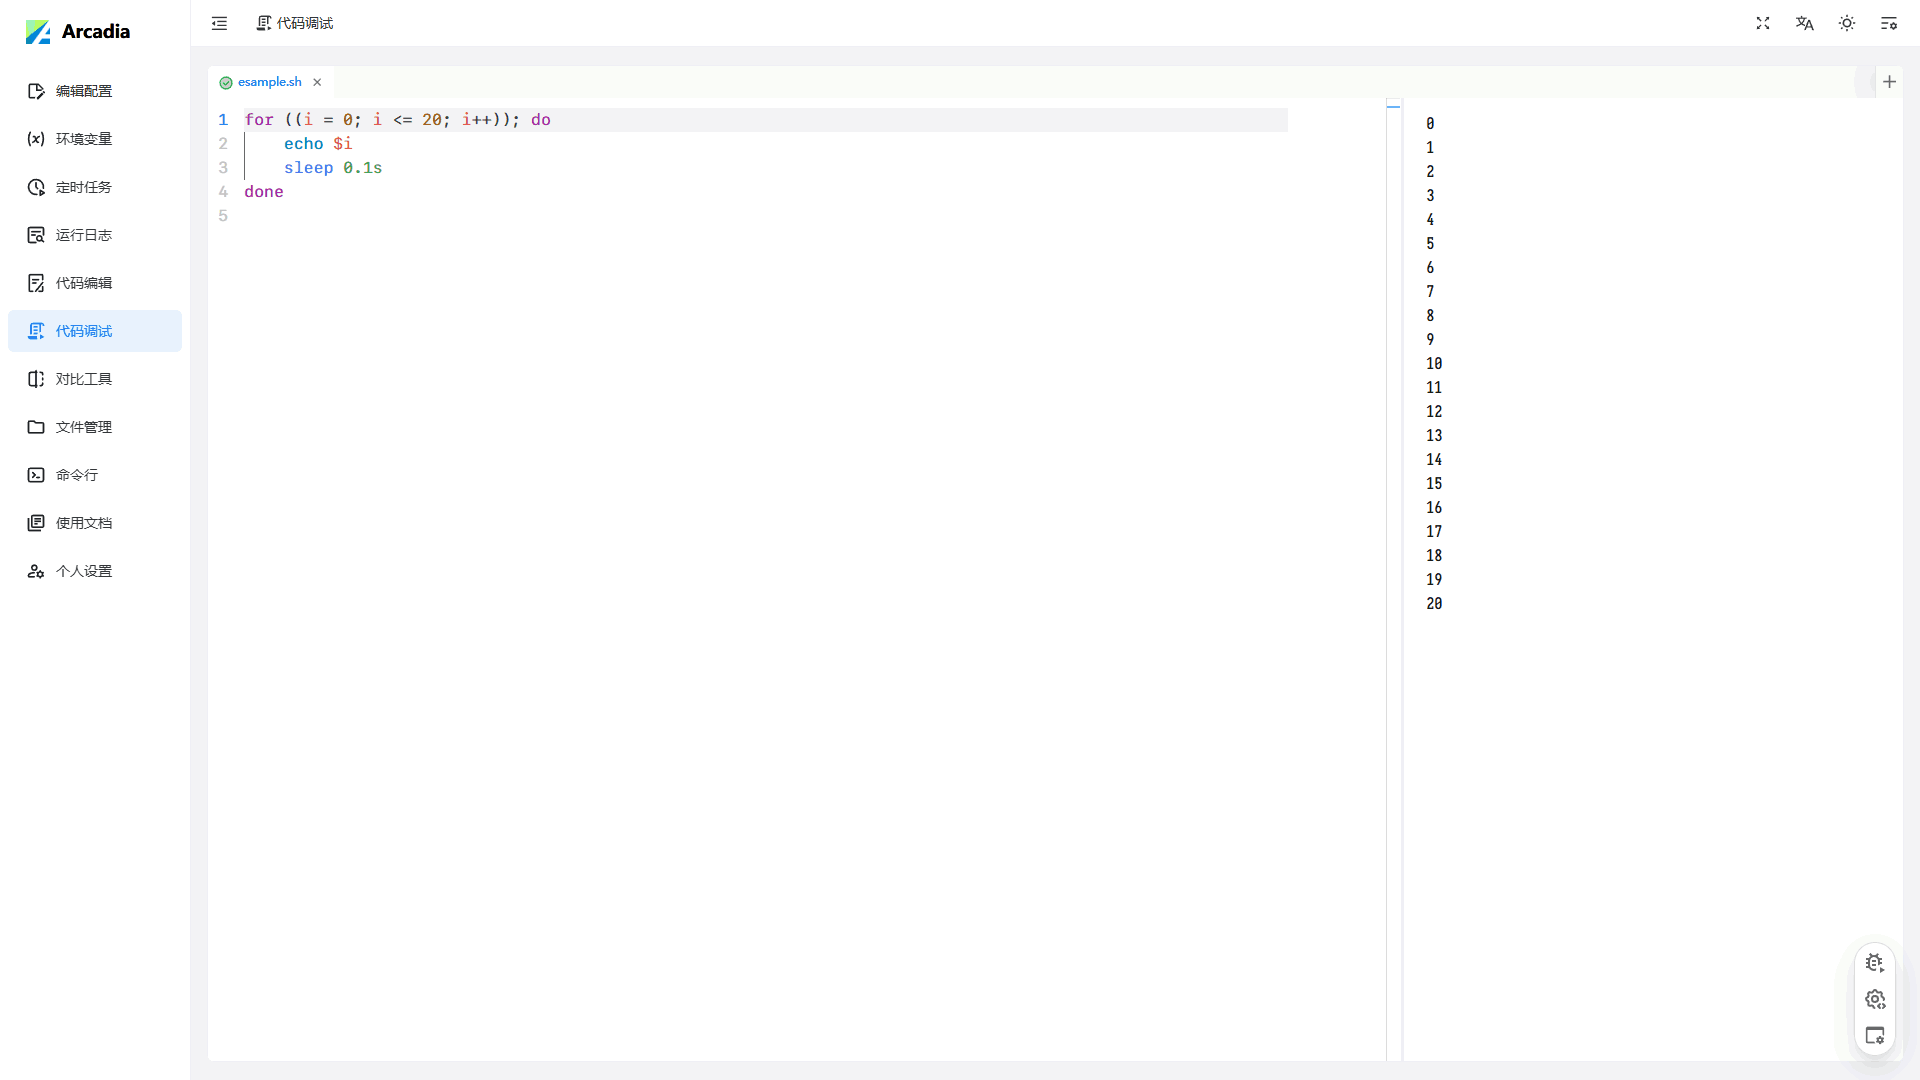 Arcadia
编辑配置
环境变量
定时任务
运行日志
代码编辑
代码调试
对比工具
文件管理
命令行
使用文档
个人设置
代码调试
esample.sh
1 for ((i = 0; i <= 20; i++)); do
2     echo $i
3     sleep 0.1s
4 done
5
0
1
2
3
4
5
6
7
8
9
10
11
12
13
14
15
16
17
18
19
20